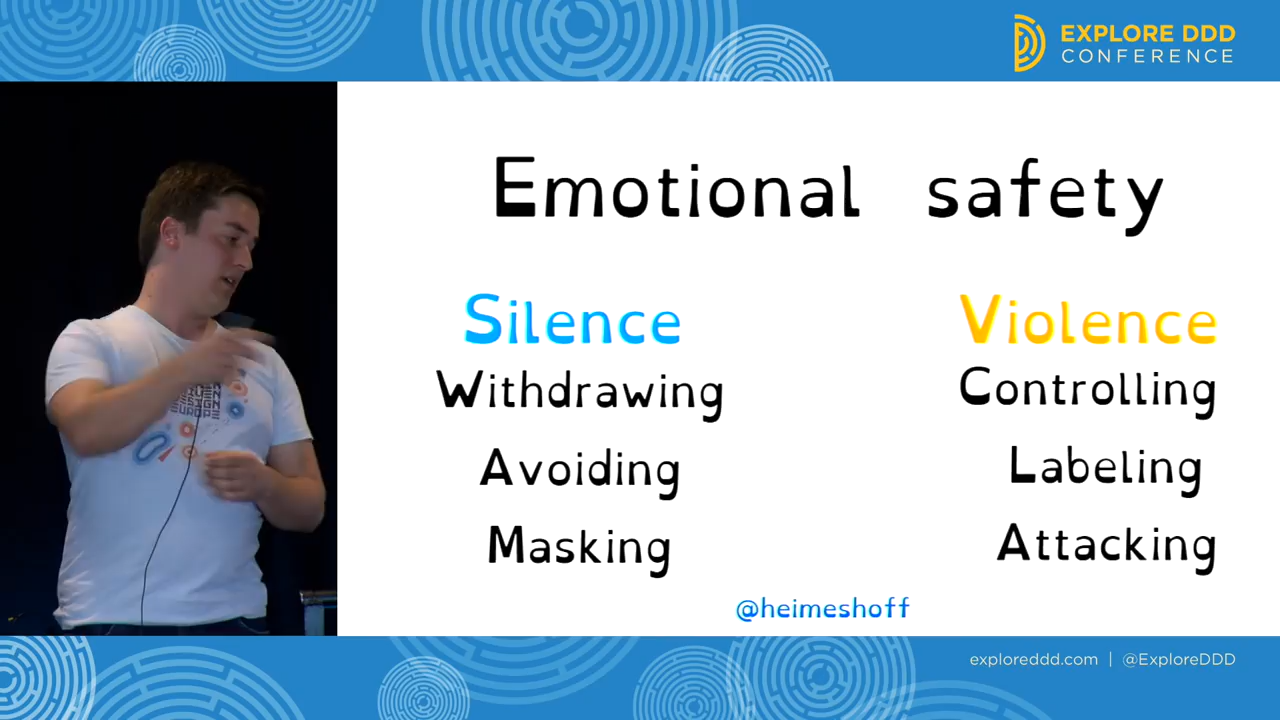 EXPLORE DDD
CONFERENCE
Emotional safety
Silence
Withdrawing
Avoiding
Masking
Violence
Controlling
Labeling
Attacking
@heimeshoff
exploreddd.com | @ExploreDDD